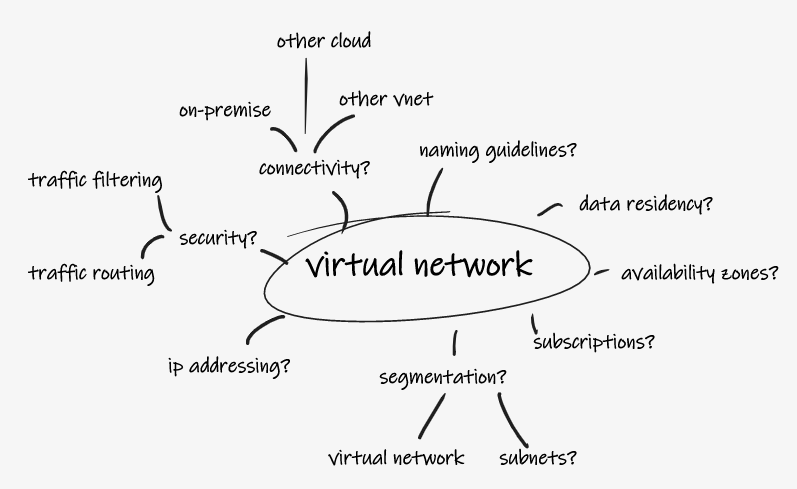 other cloud
on-premise
other vnet
connectivity?
naming guidelines?
traffic filtering
data residency?
security?
virtual network
traffic routing
availability zones?
subscriptions?
ip addressing?
segmentation?
virtual network
subnets?